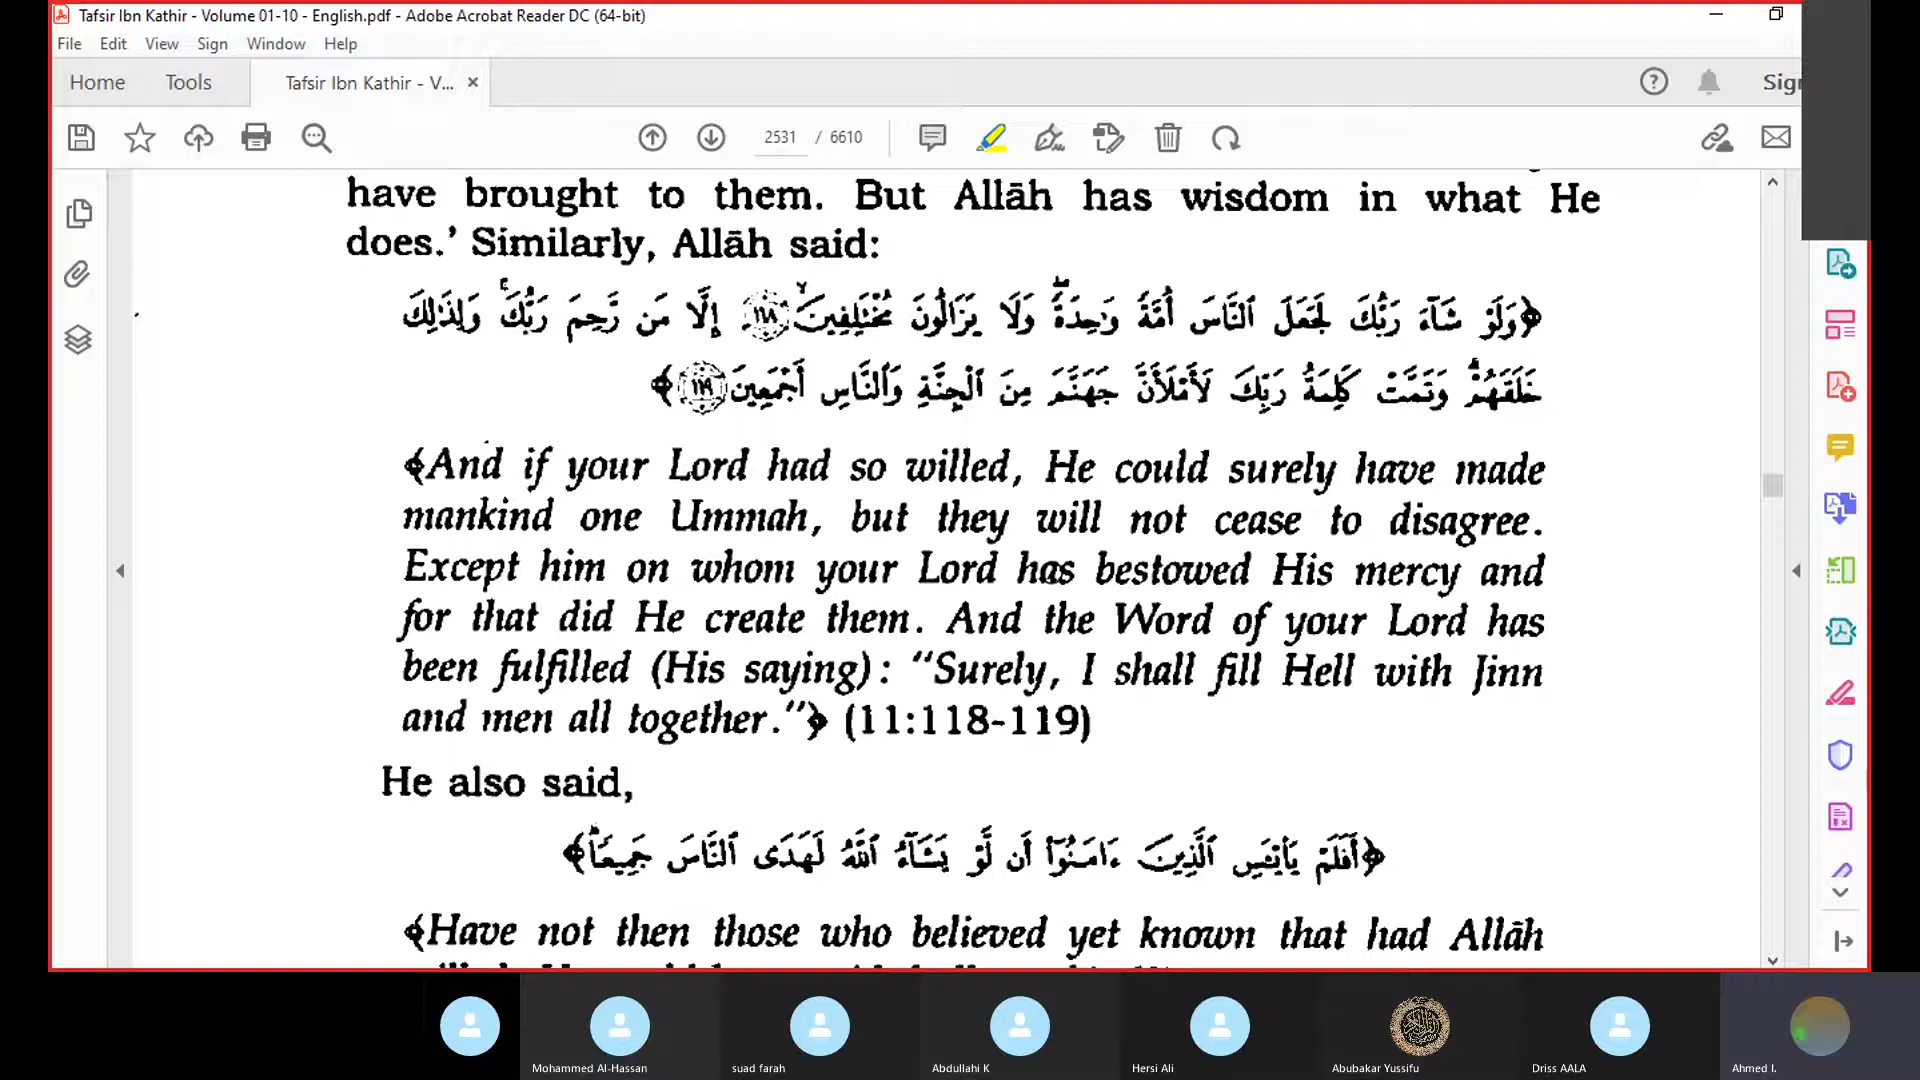 Tafsir Ibn Kathir - Volume 01-10 - English.pdf - Adobe Acrobat Reader DC (64-bit)
File Edit View Sign Window Help
Home Tools Tafsir Ibn Kathir - V... Sign
2531 / 6610
have brought to them. But Allāh has wisdom in what He
does.' Similarly, Allāh said:
﴿وَلَوْ شَآءَ رَبُّكَ لَجَعَلَ ٱلنَّاسَ أُمَّةً وَٰحِدَةً ۖ وَلَا يَزَالُونَ مُخْتَلِفِينَ ١١٨ إِلَّا مَن رَّحِمَ رَبُّكَ ۚ وَلِذَٰلِكَ
خَلَقَهُمْ ۗ وَتَمَّتْ كَلِمَةُ رَبِّكَ لَأَمْلَأَنَّ جَهَنَّمَ مِنَ ٱلْجِنَّةِ وَٱلنَّاسِ أَجْمَعِينَ ١١٩﴾
﴿And if your Lord had so willed, He could surely have made
mankind one Ummah, but they will not cease to disagree.
Except him on whom your Lord has bestowed His mercy and
for that did He create them. And the Word of your Lord has
been fulfilled (His saying): "Surely, I shall fill Hell with Jinn
and men all together."﴾ (11:118-119)
He also said,
﴿أَفَلَمْ يَا۟يْـَٔسِ ٱلَّذِينَ ءَامَنُوٓا۟ أَن لَّوْ يَشَآءُ ٱللَّهُ لَهَدَى ٱلنَّاسَ جَمِيعًا ۗ﴾
﴿Have not then those who believed yet known that had Allāh
Mohammed Al-Hassan suad farah Abdullahi K Hersi Ali Abubakar Yussifu Driss AALA Ahmed I.